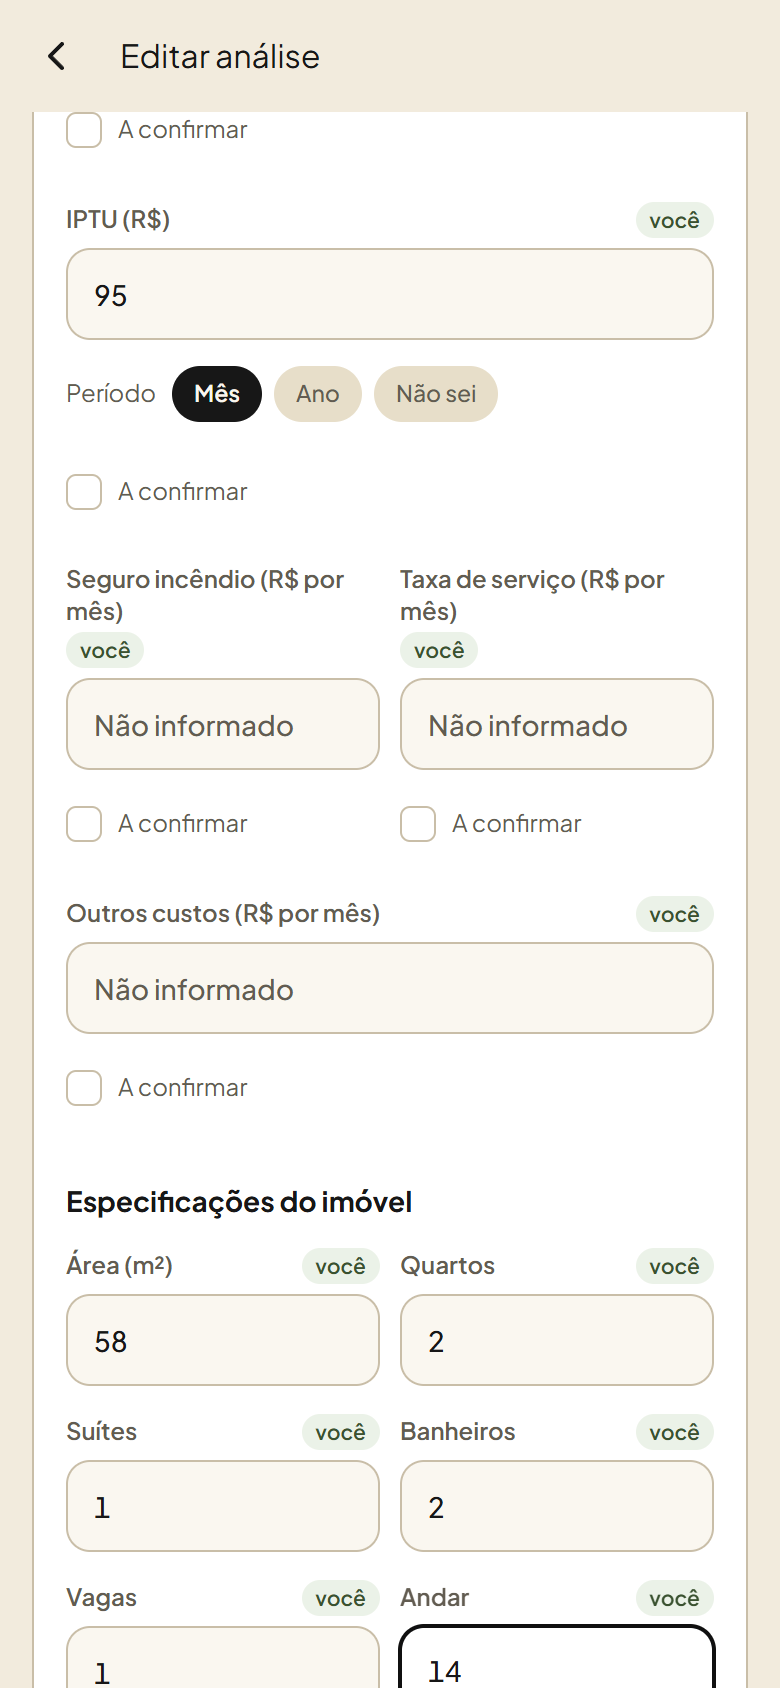 Editar análise
A confirmar
IPTU (R$)
você
95
Período
Mês
Ano
Não sei
A confirmar
Seguro incêndio (R$ por
mês)
você
Não informado
A confirmar
Taxa de serviço (R$ por
mês)
você
Não informado
A confirmar
Outros custos (R$ por mês)
você
Não informado
A confirmar
Especificações do imóvel
Área (m²)
você
58
Quartos
você
2
Suítes
você
1
Banheiros
você
2
Vagas
você
1
Andar
você
14